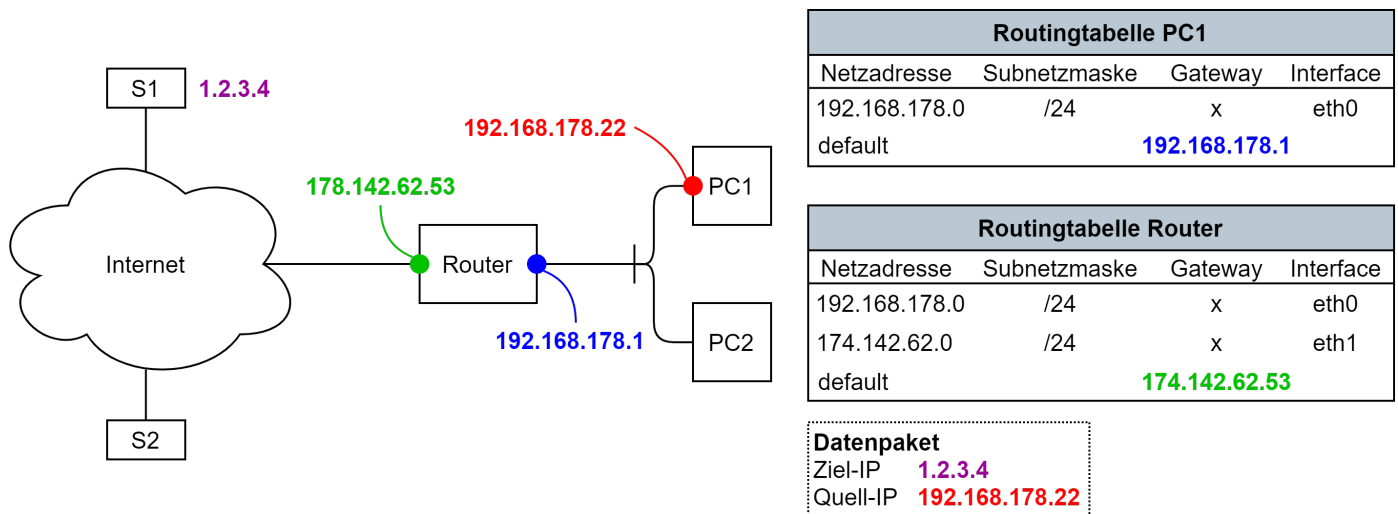 S1 1.2.3.4
192.168.178.22
PC1
178.142.62.53
Internet
Router
192.168.178.1
PC2
S2
Routingtabelle PC1
Netzadresse Subnetzmaske Gateway Interface
192.168.178.0 /24 x eth0
default 192.168.178.1
Routingtabelle Router
Netzadresse Subnetzmaske Gateway Interface
192.168.178.0 /24 x eth0
174.142.62.0 /24 x eth1
default 174.142.62.53
Datenpaket
Ziel-IP 1.2.3.4
Quell-IP 192.168.178.22